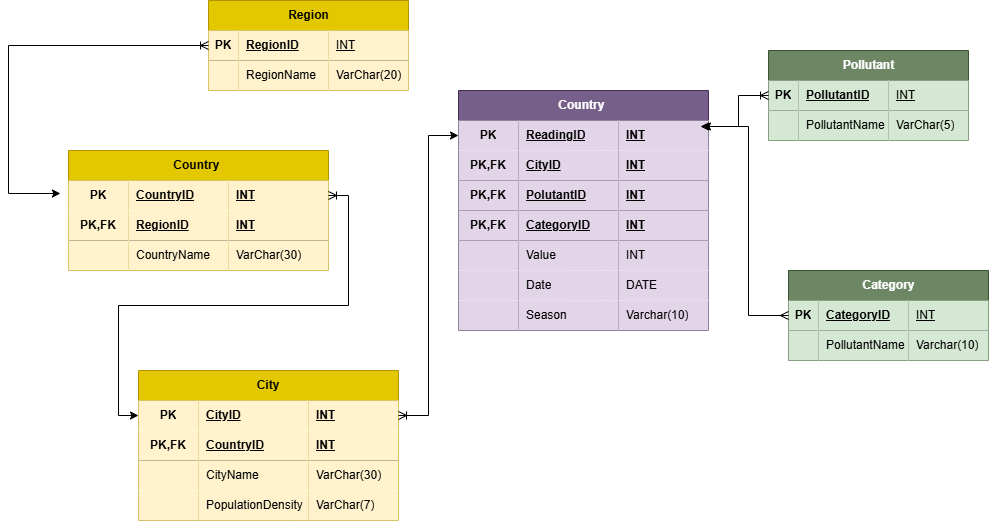 Region
PK RegionID INT
RegionName VarChar(20)
Country
PK CountryID INT
PK,FK RegionID INT
CountryName VarChar(30)
City
PK CityID INT
PK,FK CountryID INT
CityName VarChar(30)
PopulationDensity VarChar(7)
Country
PK ReadingID INT
PK,FK CityID INT
PK,FK PolutantID INT
PK,FK CategoryID INT
Value INT
Date DATE
Season Varchar(10)
Pollutant
PK PollutantID INT
PollutantName VarChar(5)
Category
PK CategoryID INT
PollutantName Varchar(10)